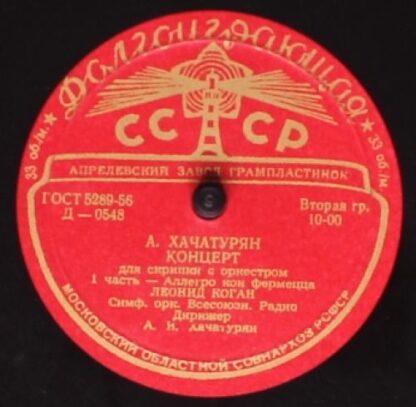 Долгоиграющая
33 об/м.
33 об./м.
СССР
АПРЕЛЕВСКИЙ ЗАВОД ГРАМПЛАСТИНОК
ГОСТ 5289-56
Д — 0548
Вторая гр.
10-00
А. ХАЧАТУРЯН
КОНЦЕРТ
для скрипки с оркестром
1 часть — Аллегро кон фермецца
ЛЕОНИД КОГАН
Симф. орк. Всесоюзн. Радио
Дирижер
А. И. Хачатурян
МОСКОВСКИЙ ОБЛАСТНОЙ СОВНАРХОЗ РСФСР